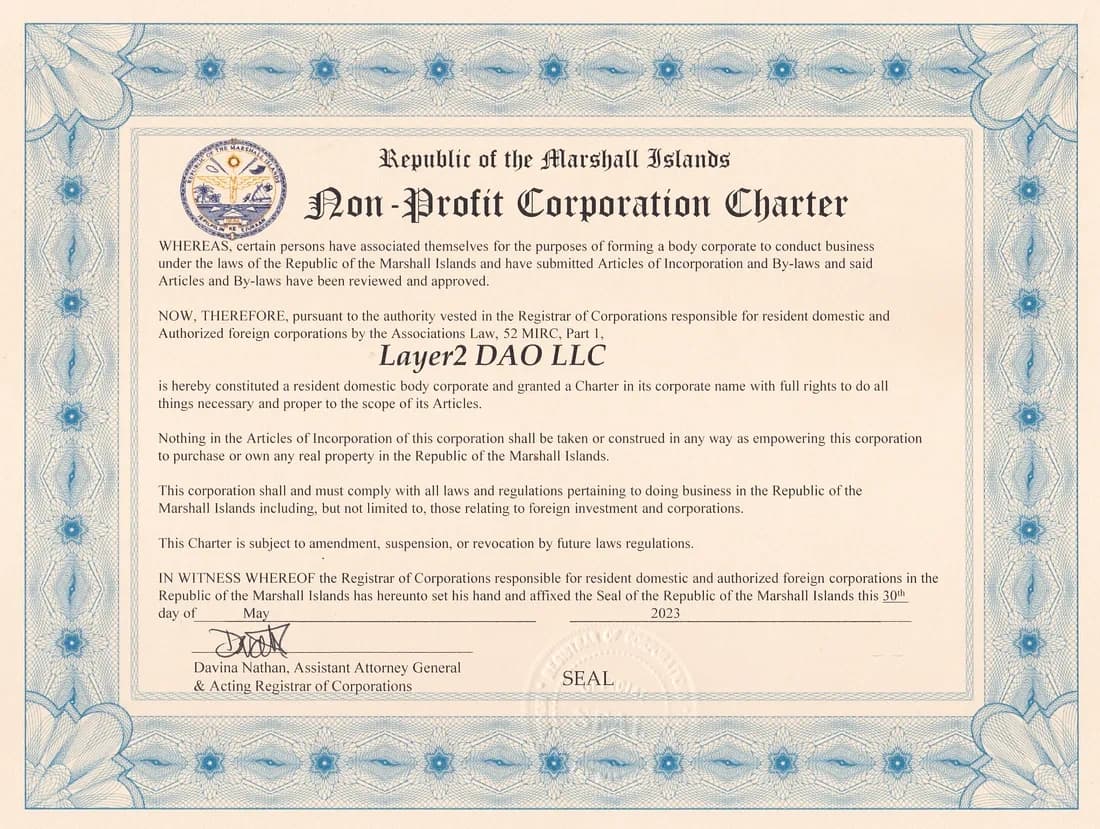 REPUBLIC OF THE MARSHALL ISLANDS
Republic of the Marshall Islands
Non-Profit Corporation Charter
WHEREAS, certain persons have associated themselves for the purposes of forming a body corporate to conduct business
under the laws of the Republic of the Marshall Islands and have submitted Articles of Incorporation and By-laws and said
Articles and By-laws have been reviewed and approved.
NOW, THEREFORE, pursuant to the authority vested in the Registrar of Corporations responsible for resident domestic and
Authorized foreign corporations by the Associations Law, 52 MIRC, Part 1,
Layer2 DAO LLC
is hereby constituted a resident domestic body corporate and granted a Charter in its corporate name with full rights to do all
things necessary and proper to the scope of its Articles.
Nothing in the Articles of Incorporation of this corporation shall be taken or construed in any way as empowering this corporation
to purchase or own any real property in the Republic of the Marshall Islands.
This corporation shall and must comply with all laws and regulations pertaining to doing business in the Republic of the
Marshall Islands including, but not limited to, those relating to foreign investment and corporations.
This Charter is subject to amendment, suspension, or revocation by future laws regulations.
IN WITNESS WHEREOF the Registrar of Corporations responsible for resident domestic and authorized foreign corporations in the
Republic of the Marshall Islands has hereunto set his hand and affixed the Seal of the Republic of the Marshall Islands this 30th
day of May 2023
Davina Nathan, Assistant Attorney General
& Acting Registrar of Corporations
SEAL
SEAL